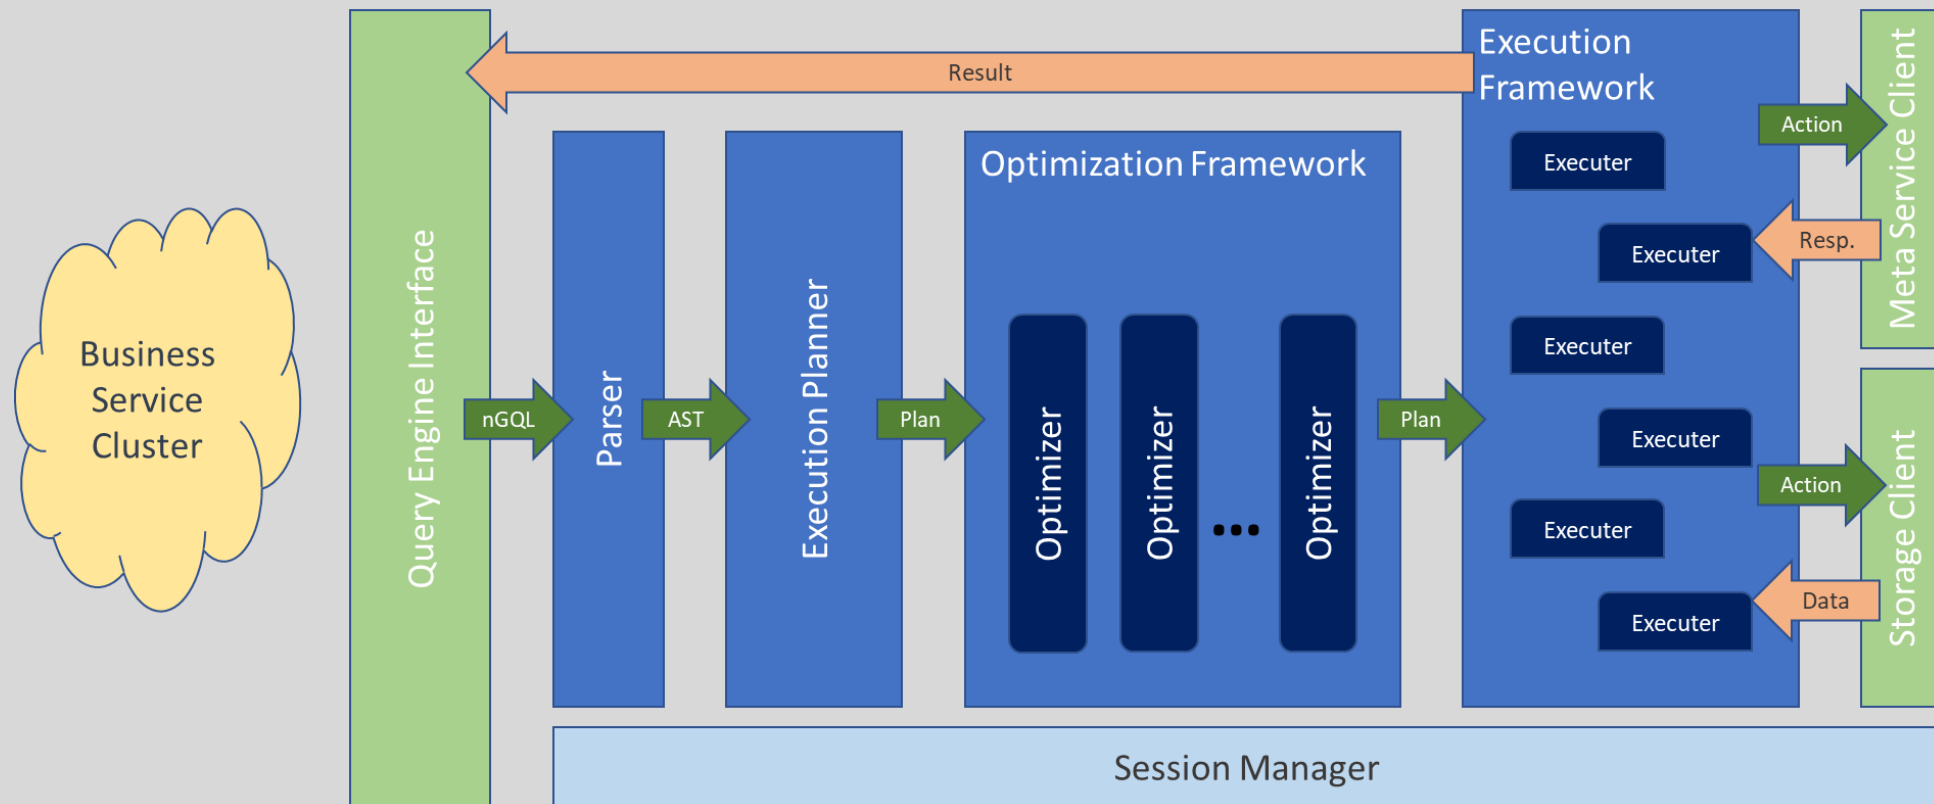 Business
Service
Cluster
Query Engine Interface
Result
nGQL
Parser
AST
Execution Planner
Plan
Optimization Framework
Optimizer
Optimizer
...
Optimizer
Plan
Execution
Framework
Executer
Executer
Executer
Executer
Executer
Executer
Action
Resp.
Meta Service Client
Action
Data
Storage Client
Session Manager